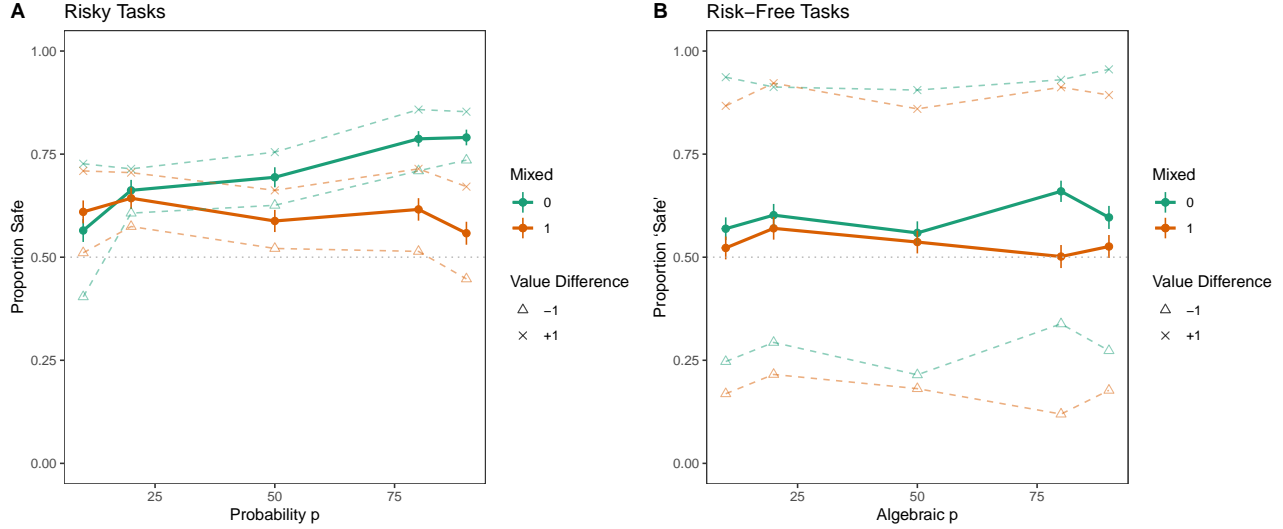 A
Risky Tasks
1.00
0.75
0.50
0.25
0.00
Proportion Safe
25
50
75
Probability p
Mixed
0
1
Value Difference
−1
+1
B
Risk−Free Tasks
1.00
0.75
0.50
0.25
0.00
Proportion 'Safe'
25
50
75
Algebraic p
Mixed
0
1
Value Difference
−1
+1